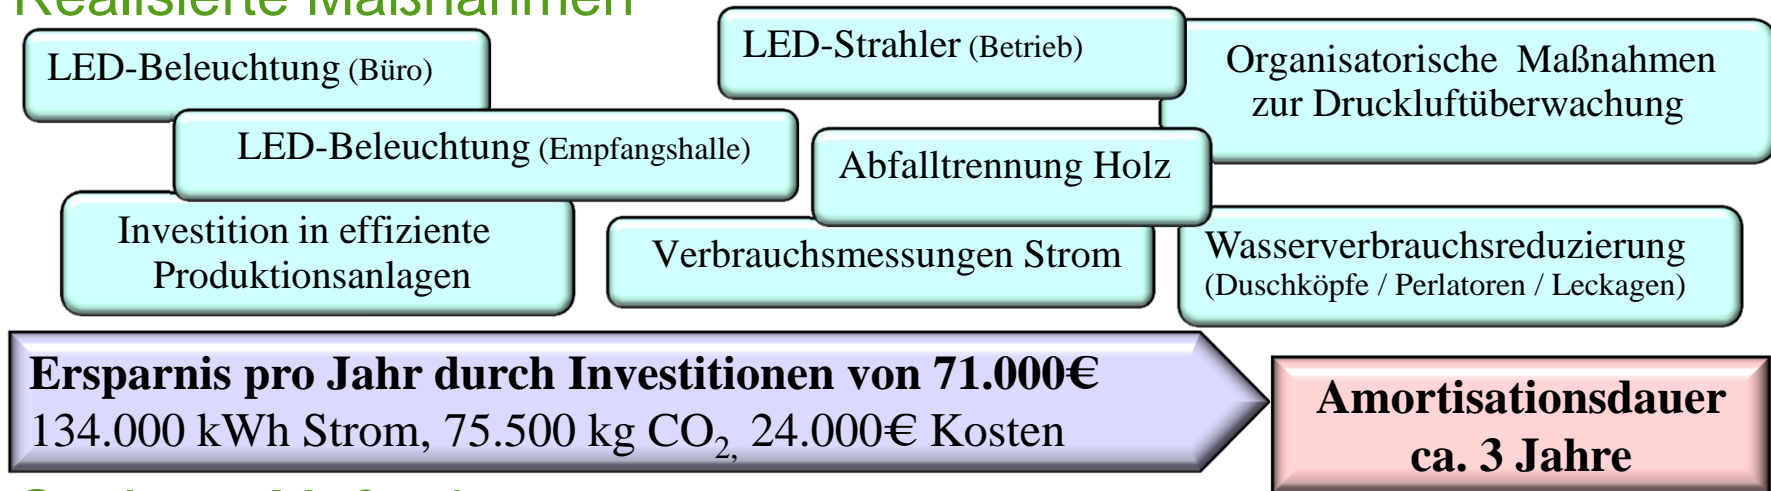 Realisierte Maßnahmen
LED-Beleuchtung (Büro)
LED-Strahler (Betrieb)
Organisatorische Maßnahmen
zur Druckluftüberwachung
LED-Beleuchtung (Empfangshalle)
Abfalltrennung Holz
Investition in effiziente
Produktionsanlagen
Verbrauchsmessungen Strom
Wasserverbrauchsreduzierung
(Duschköpfe / Perlatoren / Leckagen)
Ersparnis pro Jahr durch Investitionen von 71.000€
134.000 kWh Strom, 75.500 kg CO₂, 24.000€ Kosten
Amortisationsdauer
ca. 3 Jahre